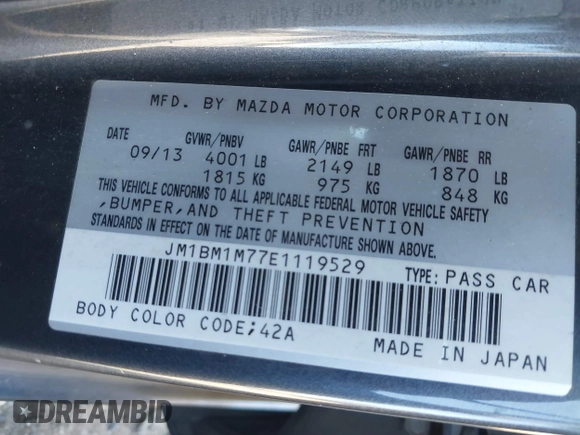 MFD. BY MAZDA MOTOR CORPORATION
DATE GVWR/PNBV GAWR/PNBE FRT GAWR/PNBE RR
09/13 4001 LB 2149 LB 1870 LB
1815 KG 975 KG 848 KG
THIS VEHICLE CONFORMS TO ALL APPLICABLE FEDERAL MOTOR VEHICLE SAFETY
,BUMPER,AND THEFT PREVENTION
STANDARDS IN EFFECT ON THE DATE OF MANUFACTURE SHOWN ABOVE.
JM1BM1M77E1119529 TYPE: PASS CAR
BODY COLOR CODE;42A MADE IN JAPAN
DREAMBID